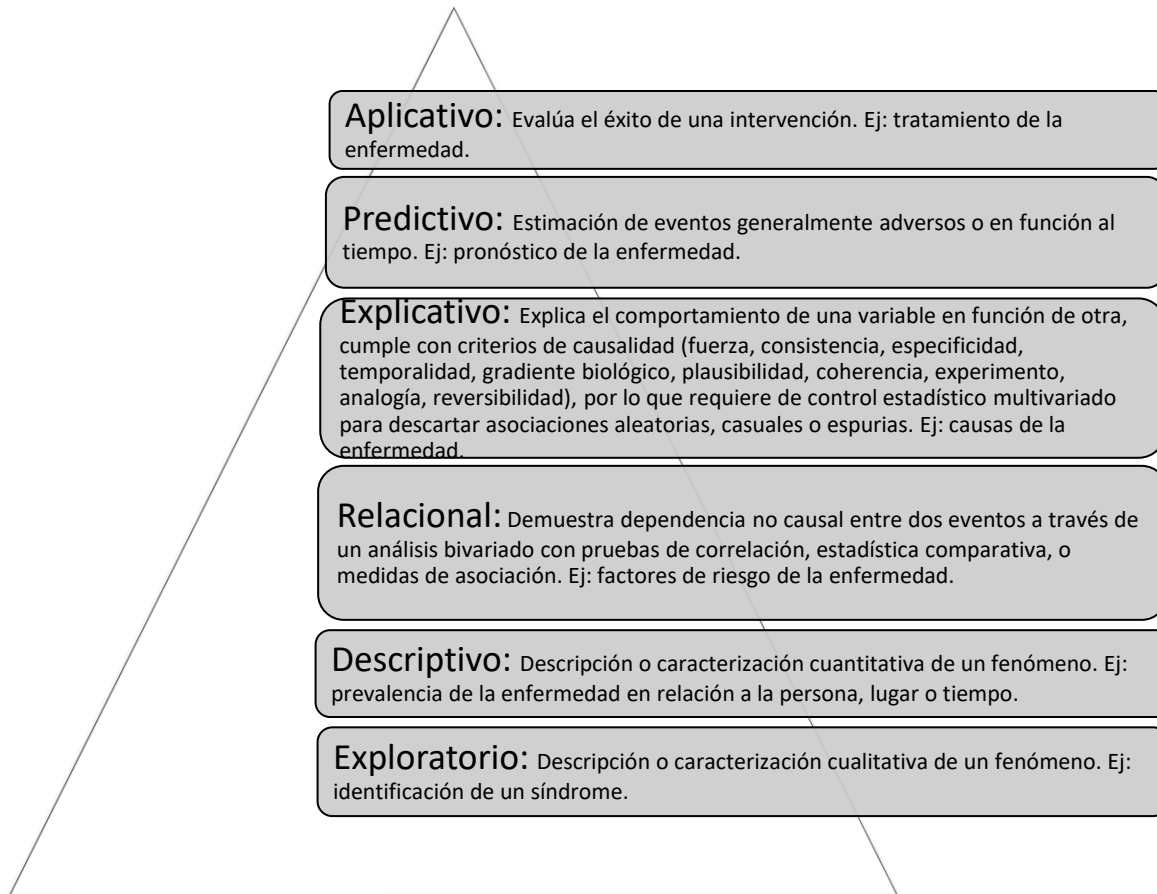 Aplicativo: Evalúa el éxito de una intervención. Ej: tratamiento de la
enfermedad.
Predictivo: Estimación de eventos generalmente adversos o en función al
tiempo. Ej: pronóstico de la enfermedad.
Explicativo: Explica el comportamiento de una variable en función de otra,
cumple con criterios de causalidad (fuerza, consistencia, especificidad,
temporalidad, gradiente biológico, plausibilidad, coherencia, experimento,
analogía, reversibilidad), por lo que requiere de control estadístico multivariado
para descartar asociaciones aleatorias, casuales o espurias. Ej: causas de la
enfermedad.
Relacional: Demuestra dependencia no causal entre dos eventos a través de
un análisis bivariado con pruebas de correlación, estadística comparativa, o
medidas de asociación. Ej: factores de riesgo de la enfermedad.
Descriptivo: Descripción o caracterización cuantitativa de un fenómeno. Ej:
prevalencia de la enfermedad en relación a la persona, lugar o tiempo.
Exploratorio: Descripción o caracterización cualitativa de un fenómeno. Ej:
identificación de un síndrome.